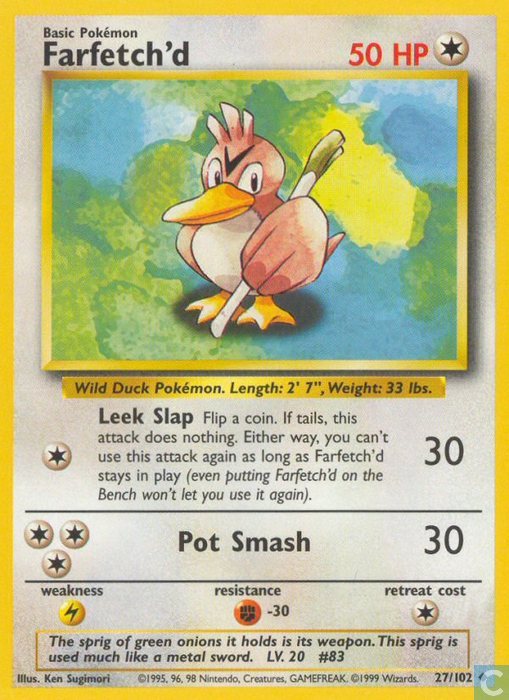 Basic Pokémon
Farfetch'd 50 HP
Wild Duck Pokémon. Length: 2' 7", Weight: 33 lbs.
Leek Slap Flip a coin. If tails, this
attack does nothing. Either way, you can't
use this attack again as long as Farfetch'd
stays in play (even putting Farfetch'd on the
Bench won't let you use it again).
30
Pot Smash 30
weakness resistance retreat cost
-30
The sprig of green onions it holds is its weapon. This sprig is
used much like a metal sword. LV. 20 #83
Illus. Ken Sugimori ©1995, 96, 98 Nintendo, Creatures, GAMEFREAK. ©1999 Wizards. 27/102
C